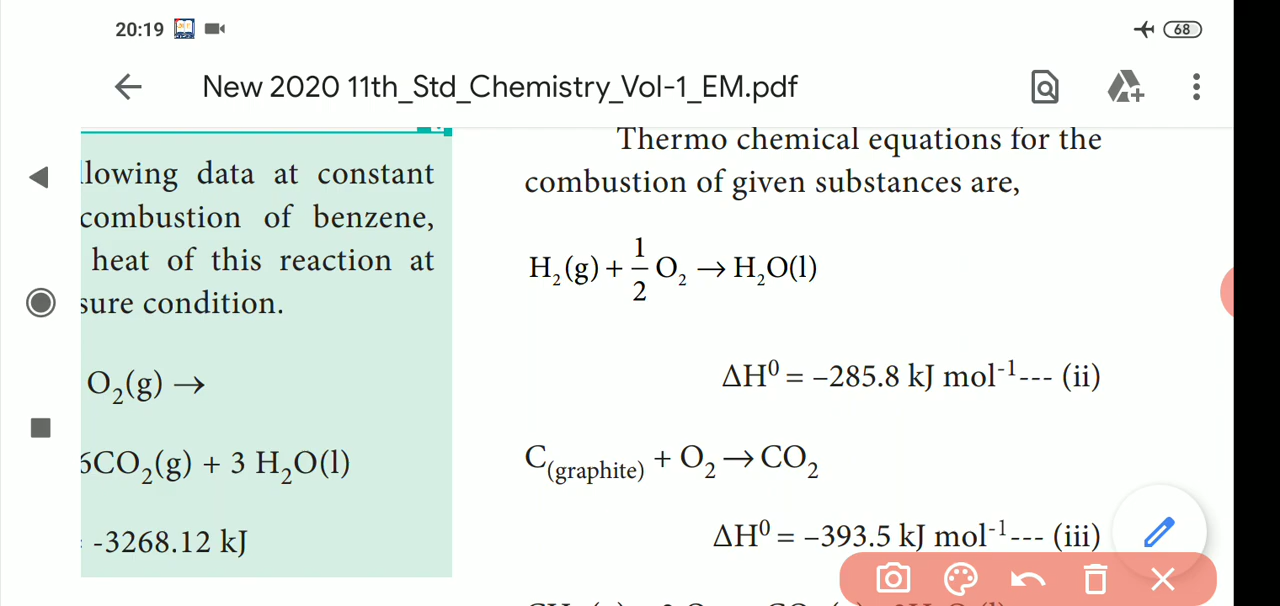 20:19
68
New 2020 11th_Std_Chemistry_Vol-1_EM.pdf
llowing data at constant
combustion of benzene,
heat of this reaction at
sure condition.
O₂(g) →
6CO₂(g) + 3 H₂O(l)
-3268.12 kJ
Thermo chemical equations for the
combustion of given substances are,
H₂(g) + 1/2 O₂ → H₂O(l)
ΔH⁰ = –285.8 kJ mol⁻¹--- (ii)
C(graphite) + O₂ → CO₂
ΔH⁰ = –393.5 kJ mol⁻¹--- (iii)